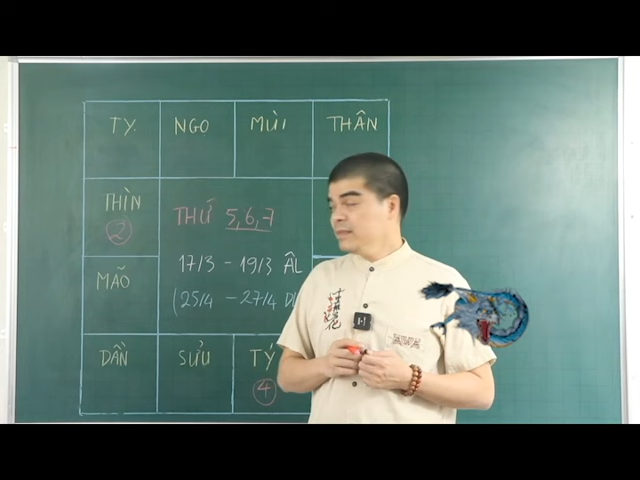 TỴ NGỌ MÙI THÂN
THÌN
2
THỨ 5,6,7
17/3 - 19/3 ÂL
MÃO
(25/4 - 27/4
DẦN SỬU TÝ
4